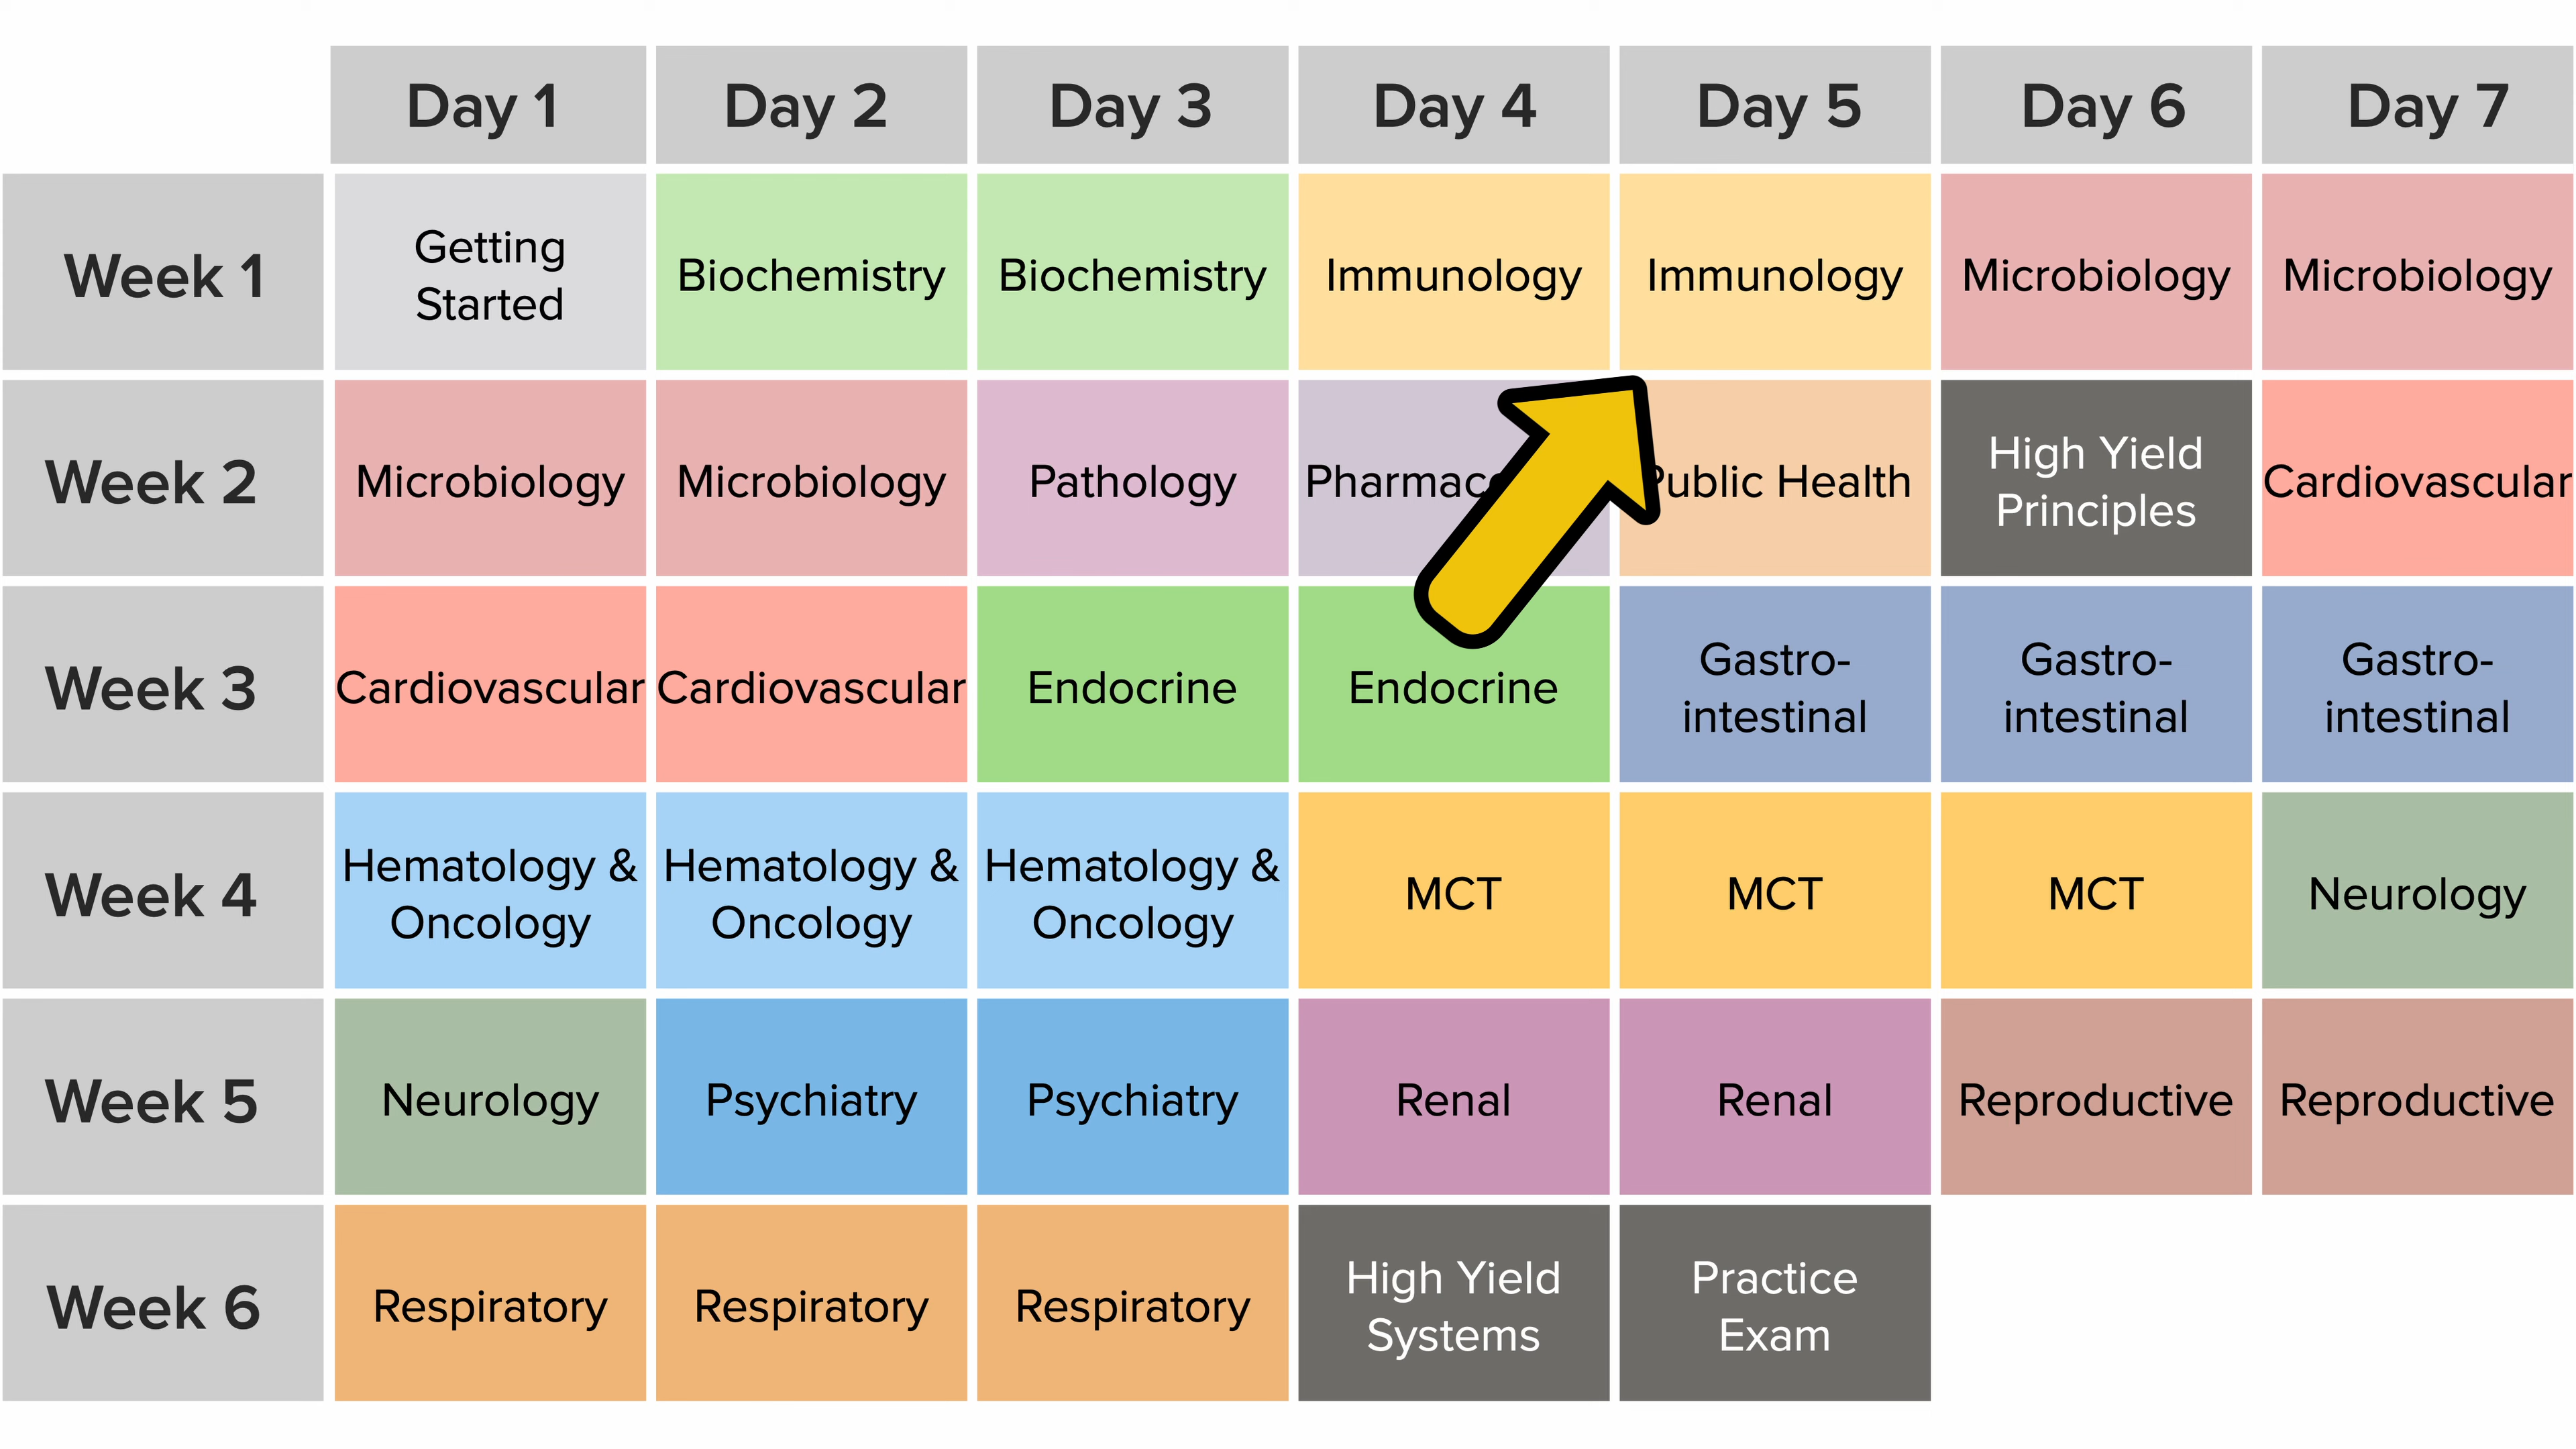 Day 1 Day 2 Day 3 Day 4 Day 5 Day 6 Day 7
Week 1
Getting
Started
Biochemistry
Biochemistry
Immunology
Immunology
Microbiology
Microbiology
Week 2
Microbiology
Microbiology
Pathology
Public Health
High Yield
Principles
Cardiovascular
Week 3
Cardiovascular
Cardiovascular
Endocrine
Endocrine
Gastro-
intestinal
Gastro-
intestinal
Gastro-
intestinal
Week 4
Hematology &
Oncology
Hematology &
Oncology
Hematology &
Oncology
MCT
MCT
MCT
Neurology
Week 5
Neurology
Psychiatry
Psychiatry
Renal
Renal
Reproductive
Reproductive
Week 6
Respiratory
Respiratory
Respiratory
High Yield
Systems
Practice
Exam